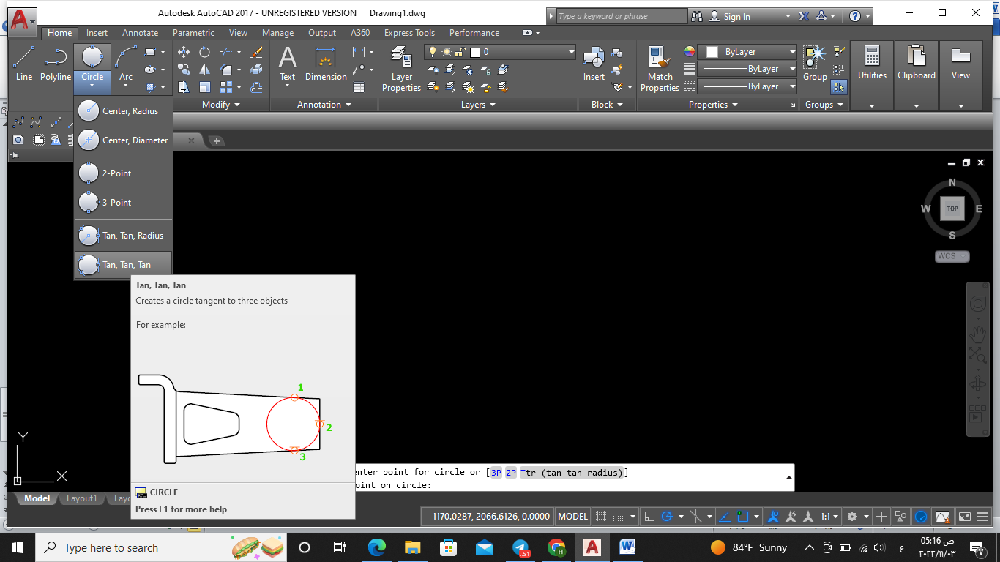 Autodesk AutoCAD 2017 - UNREGISTERED VERSION Drawing1.dwg
Type a keyword or phrase
Sign In
Home Insert Annotate Parametric View Manage Output A360 Express Tools Performance
0
ByLayer
ByLayer
ByLayer
Line Polyline Circle Arc
Text Dimension
Layer Properties
Insert
Match Properties
Group
Utilities
Clipboard
View
Modify
Annotation
Layers
Block
Properties
Groups
Center, Radius
Center, Diameter
2-Point
3-Point
Tan, Tan, Radius
Tan, Tan, Tan
N
W TOP E
S
WCS
Tan, Tan, Tan
Creates a circle tangent to three objects
For example:
1
2
3
CIRCLE
Press F1 for more help
Y
X
enter point for circle or [3P 2P Ttr (tan tan radius)]
oint on circle:
Model Layout1
1170.0287, 2066.6126, 0.0000 MODEL
1:1
Type here to search
51
84°F Sunny
ع
05:16 ص
٢٠٢٢/١١/٠٣